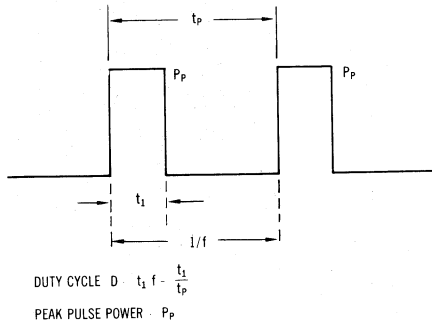 tP
PP
PP
t1
1/f
DUTY CYCLE D · t1 f - t1/tP
PEAK PULSE POWER · PP